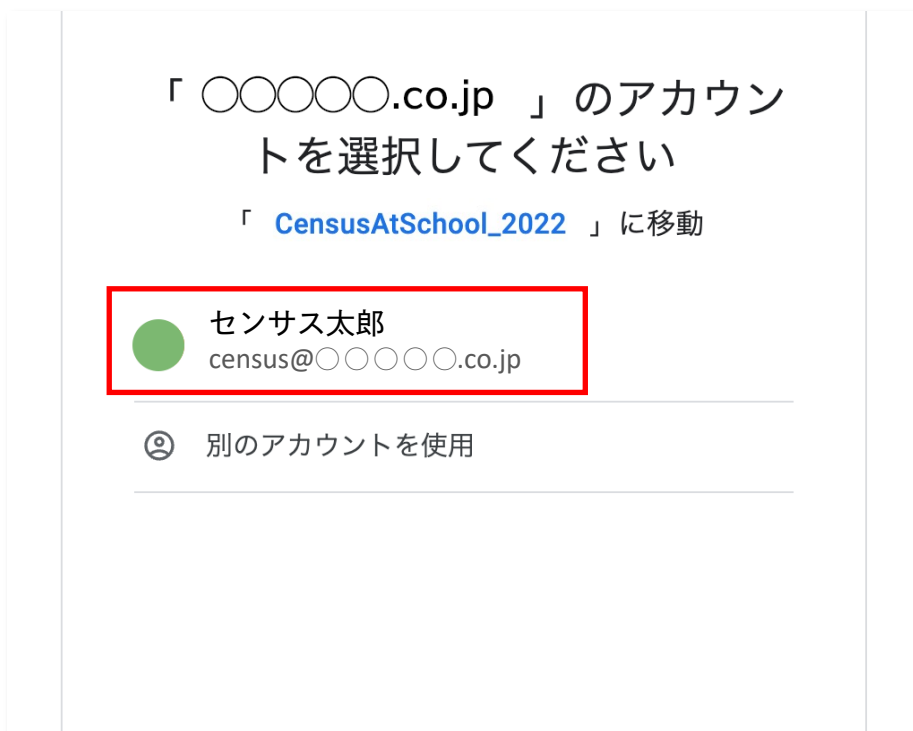 「 ◯◯◯◯◯.co.jp 」のアカウン
トを選択してください
「 CensusAtSchool_2022 」に移動
センサス太郎
census@◯◯◯◯◯.co.jp
別のアカウントを使用